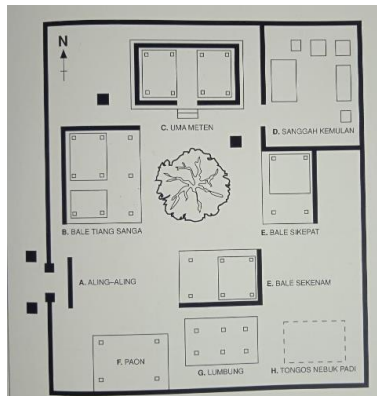 N
C. UMA METEN
D. SANGGAH KEMULAN
B. BALE TIANG SANGA
E. BALE SIKEPAT
A. ALING–ALING
E. BALE SEKENAM
F. PAON
G. LUMBUNG
H. TONGOS NEBUK PADI